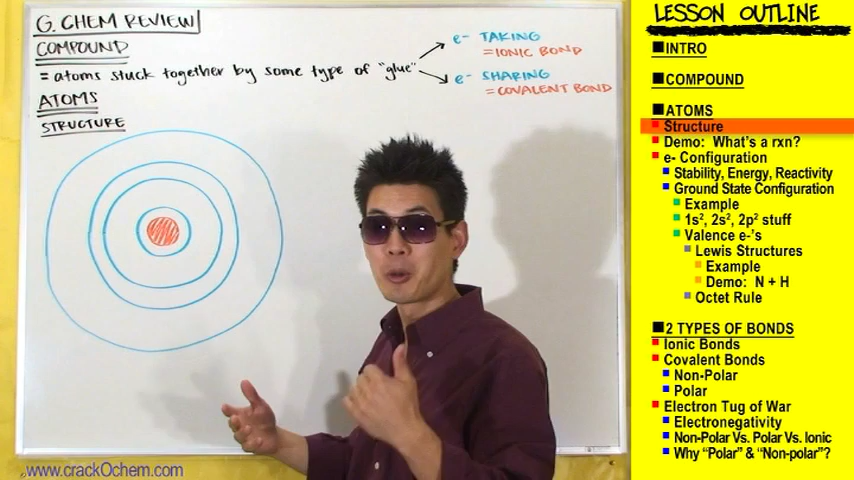 G. CHEM REVIEW
COMPOUND
= atoms stuck together by some type of "glue"
e- TAKING
= IONIC BOND
e- SHARING
= COVALENT BOND
ATOMS
STRUCTURE
www.crackOchem.com
LESSON OUTLINE
INTRO
COMPOUND
ATOMS
Structure
Demo: What's a rxn?
e- Configuration
Stability, Energy, Reactivity
Ground State Configuration
Example
1s², 2s², 2p² stuff
Valence e-'s
Lewis Structures
Example
Demo: N + H
Octet Rule
2 TYPES OF BONDS
Ionic Bonds
Covalent Bonds
Non-Polar
Polar
Electron Tug of War
Electronegativity
Non-Polar Vs. Polar Vs. Ionic
Why "Polar" & "Non-polar"?